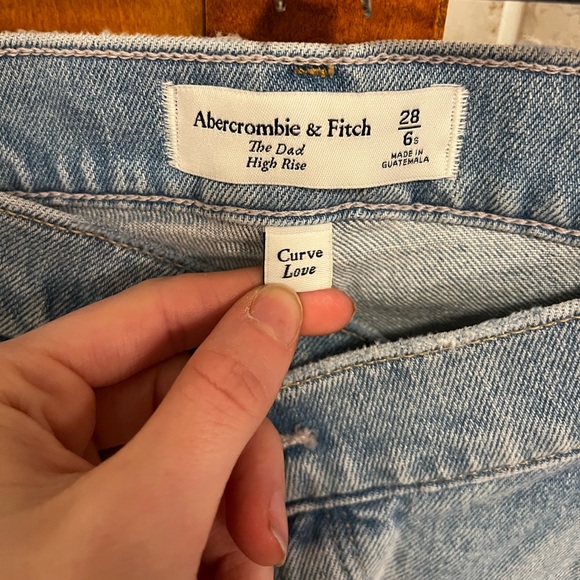 Abercrombie & Fitch
The Dad
High Rise
28
6s
MADE IN
GUATEMALA
Curve
Love